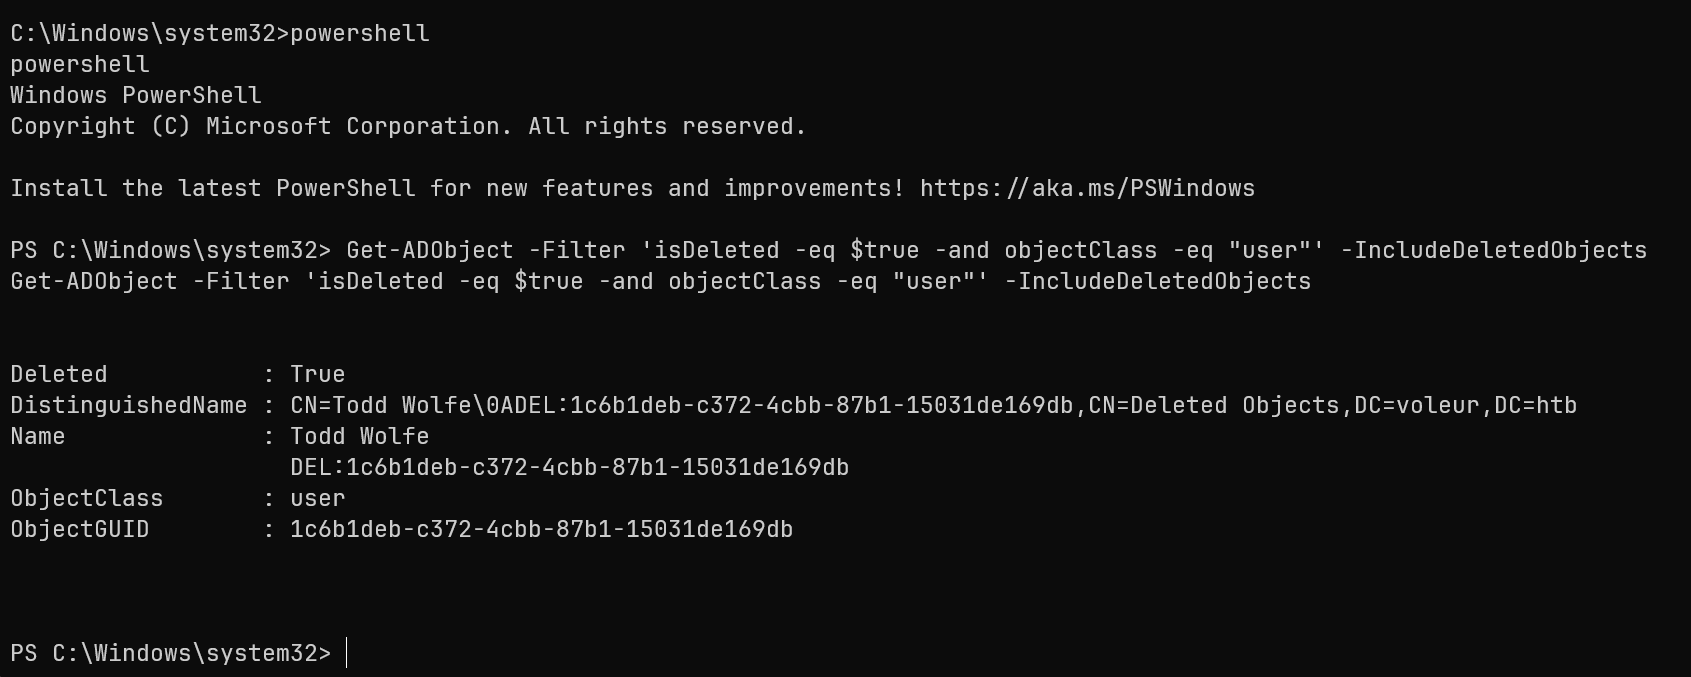 C:\Windows\system32>powershell
powershell
Windows PowerShell
Copyright (C) Microsoft Corporation. All rights reserved.
Install the latest PowerShell for new features and improvements! https://aka.ms/PSWindows
PS C:\Windows\system32> Get-ADObject -Filter 'isDeleted -eq $true -and objectClass -eq "user"' -IncludeDeletedObjects
Get-ADObject -Filter 'isDeleted -eq $true -and objectClass -eq "user"' -IncludeDeletedObjects
Deleted           : True
DistinguishedName : CN=Todd Wolfe\0ADEL:1c6b1deb-c372-4cbb-87b1-15031de169db,CN=Deleted Objects,DC=voleur,DC=htb
Name              : Todd Wolfe
                    DEL:1c6b1deb-c372-4cbb-87b1-15031de169db
ObjectClass       : user
ObjectGUID        : 1c6b1deb-c372-4cbb-87b1-15031de169db
PS C:\Windows\system32>